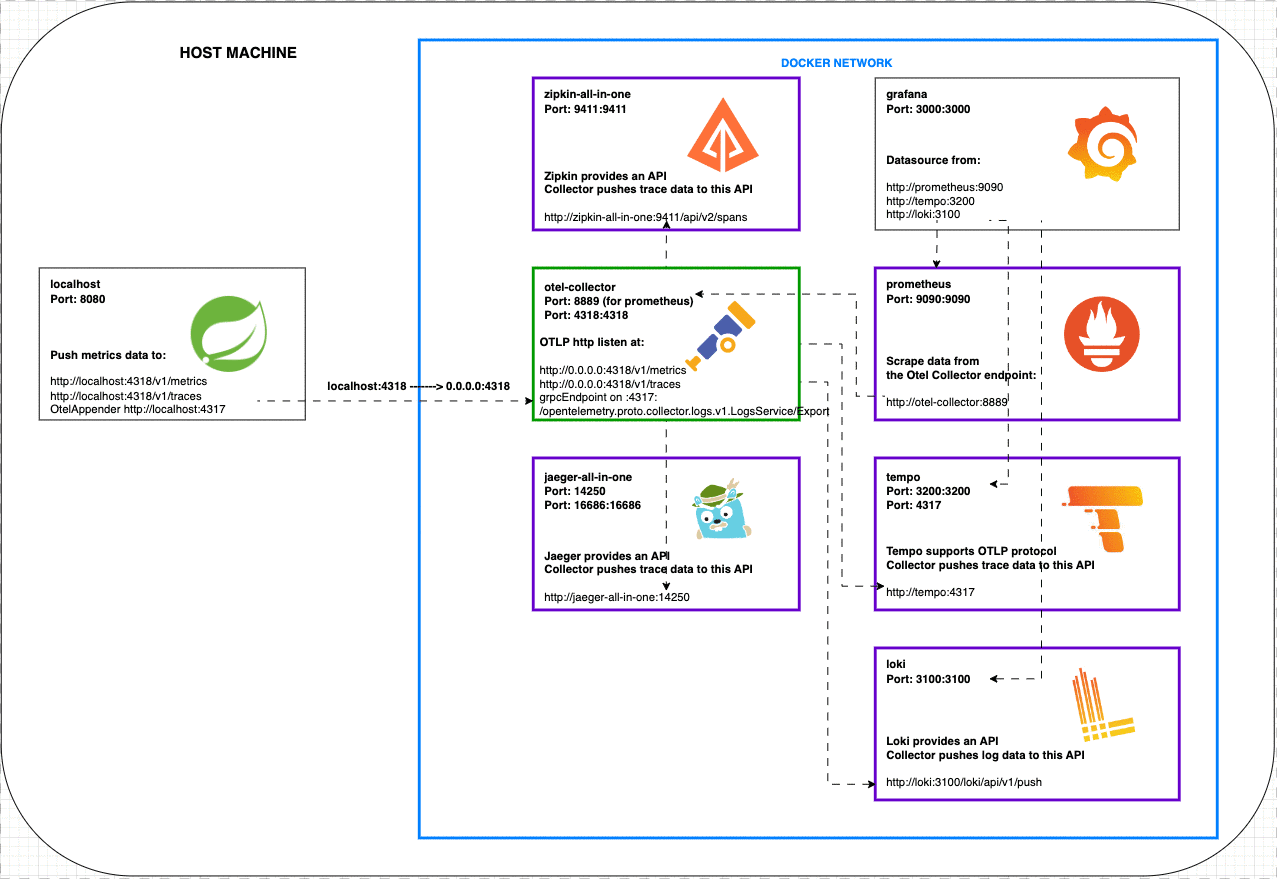 HOST MACHINE
DOCKER NETWORK
zipkin-all-in-one
Port: 9411:9411
Zipkin provides an API
Collector pushes trace data to this API
http://zipkin-all-in-one:9411/api/v2/spans
grafana
Port: 3000:3000
Datasource from:
http://prometheus:9090
http://tempo:3200
http://loki:3100
localhost
Port: 8080
Push metrics data to:
http://localhost:4318/v1/metrics
http://localhost:4318/v1/traces
OtelAppender http://localhost:4317
localhost:4318 -------> 0.0.0.0:4318
otel-collector
Port: 8889 (for prometheus)
Port: 4318:4318
OTLP http listen at:
http://0.0.0.0:4318/v1/metrics
http://0.0.0.0:4318/v1/traces
grpcEndpoint on :4317:
/opentelemetry.proto.collector.logs.v1.LogsService/Export
prometheus
Port: 9090:9090
Scrape data from
the Otel Collector endpoint:
http://otel-collector:8889
jaeger-all-in-one
Port: 14250
Port: 16686:16686
Jaeger provides an API
Collector pushes trace data to this API
http://jaeger-all-in-one:14250
tempo
Port: 3200:3200
Port: 4317
Tempo supports OTLP protocol
Collector pushes trace data to this API
http://tempo:4317
loki
Port: 3100:3100
Loki provides an API
Collector pushes log data to this API
http://loki:3100/loki/api/v1/push